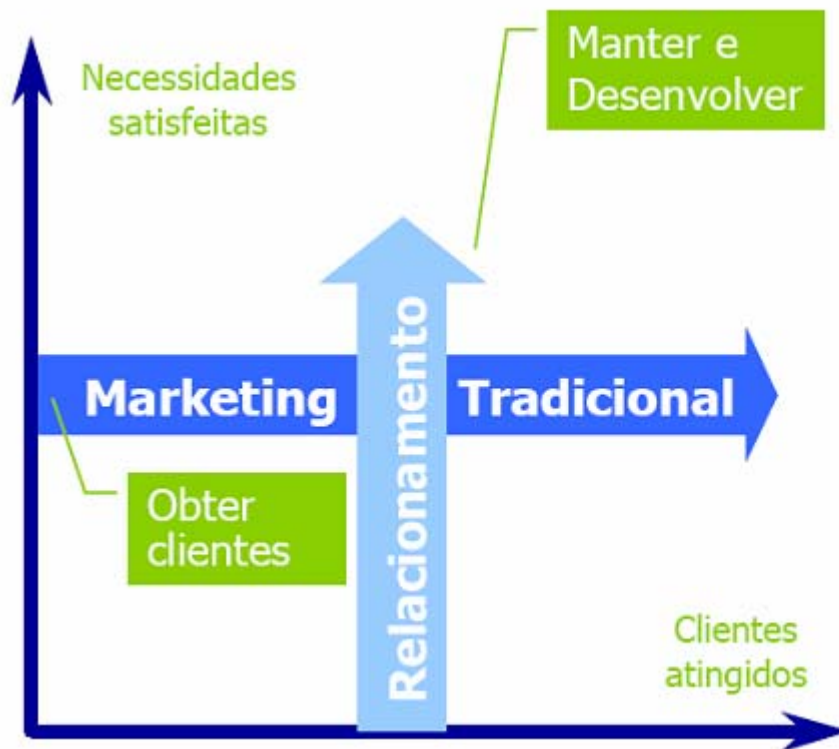 Necessidades
satisfeitas
Manter e
Desenvolver
Marketing Tradicional
Relacionamento
Obter
clientes
Clientes
atingidos